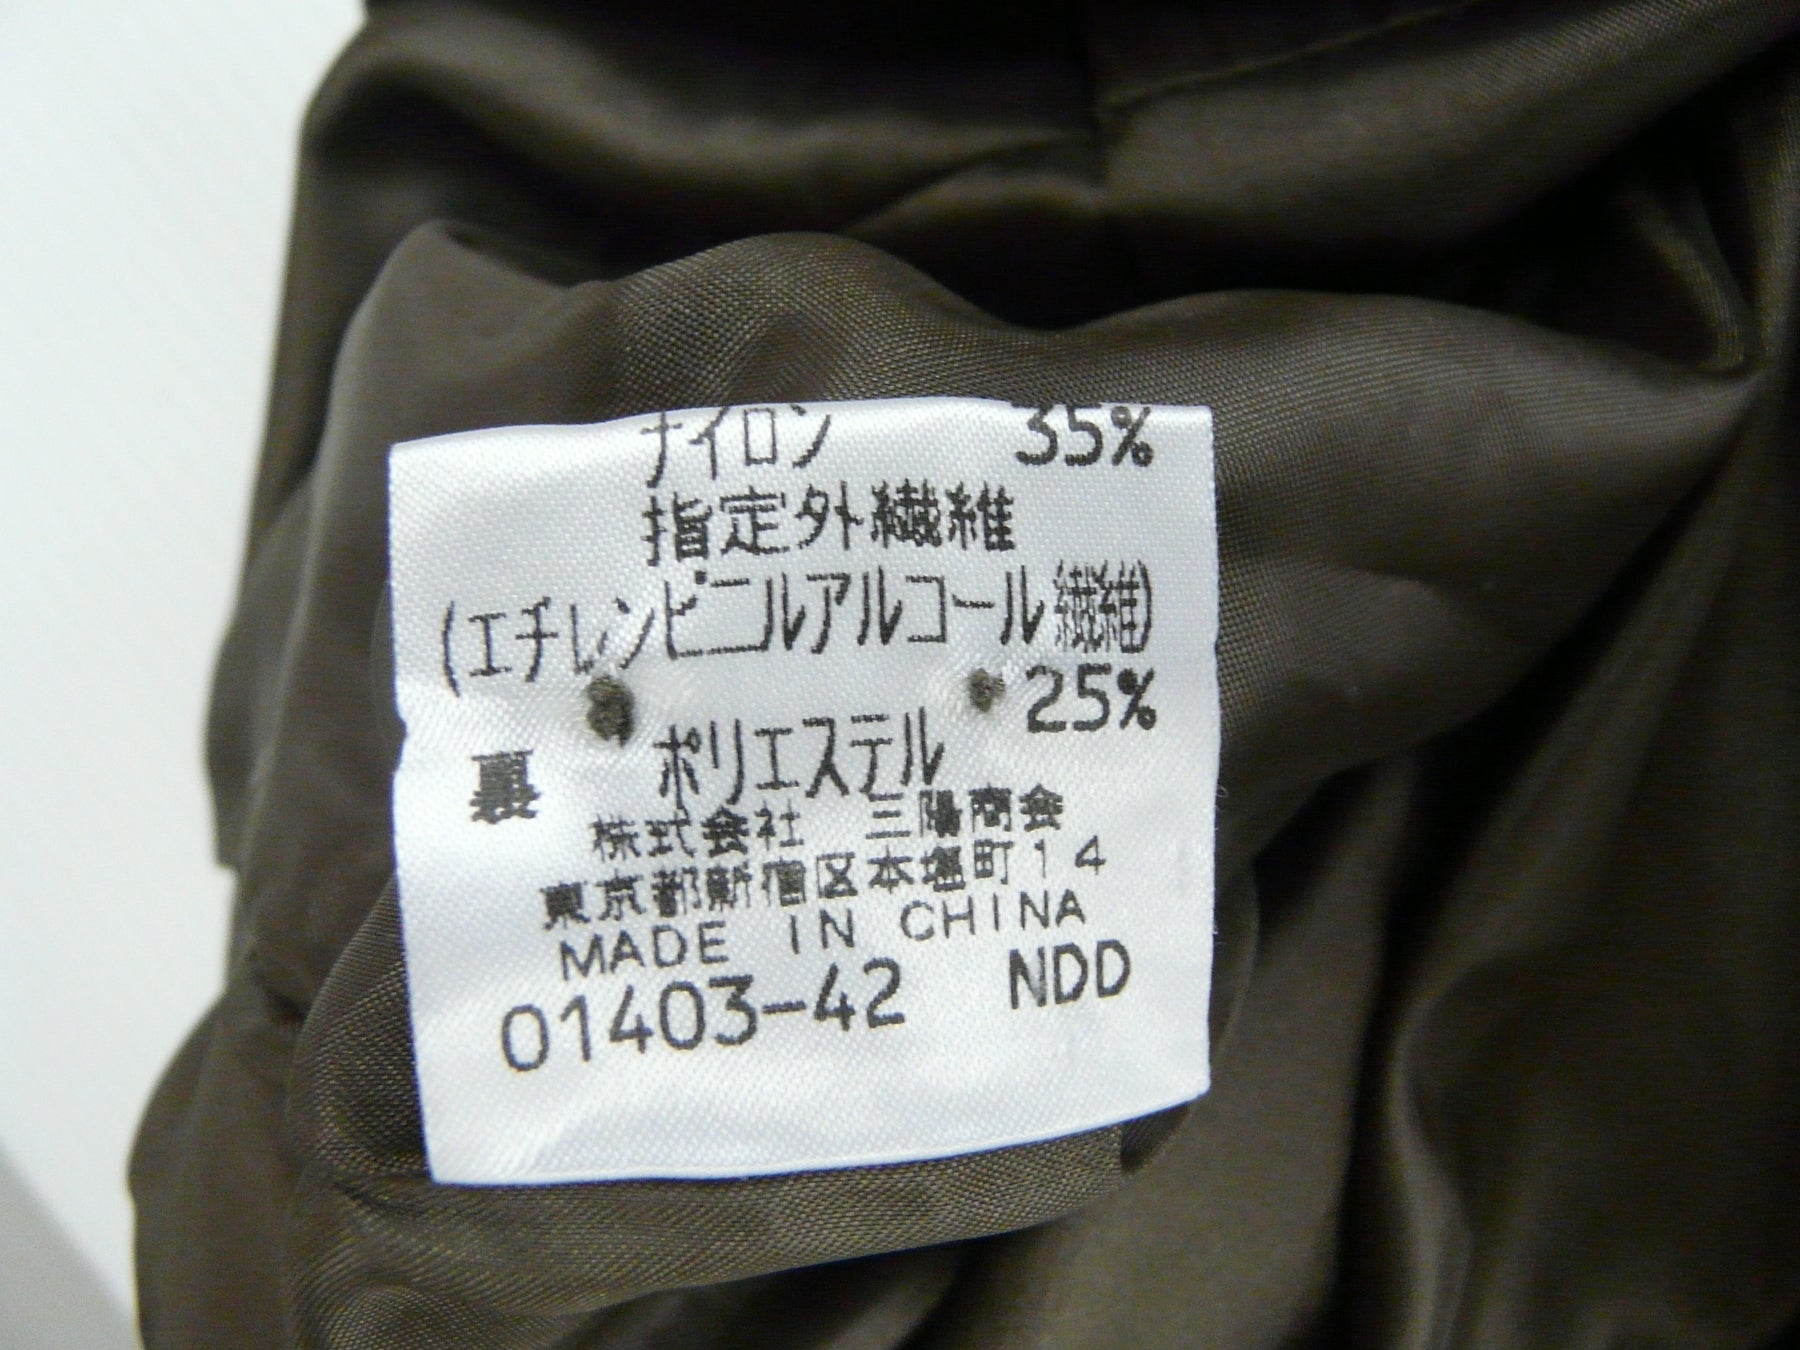 ナイロン 35%
指定外繊維
(エチレンビニルアルコール繊維)
25%
裏 ポリエステル
株式会社 三陽商会
東京都新宿区本塩町14
MADE IN CHINA
01403-42 NDD